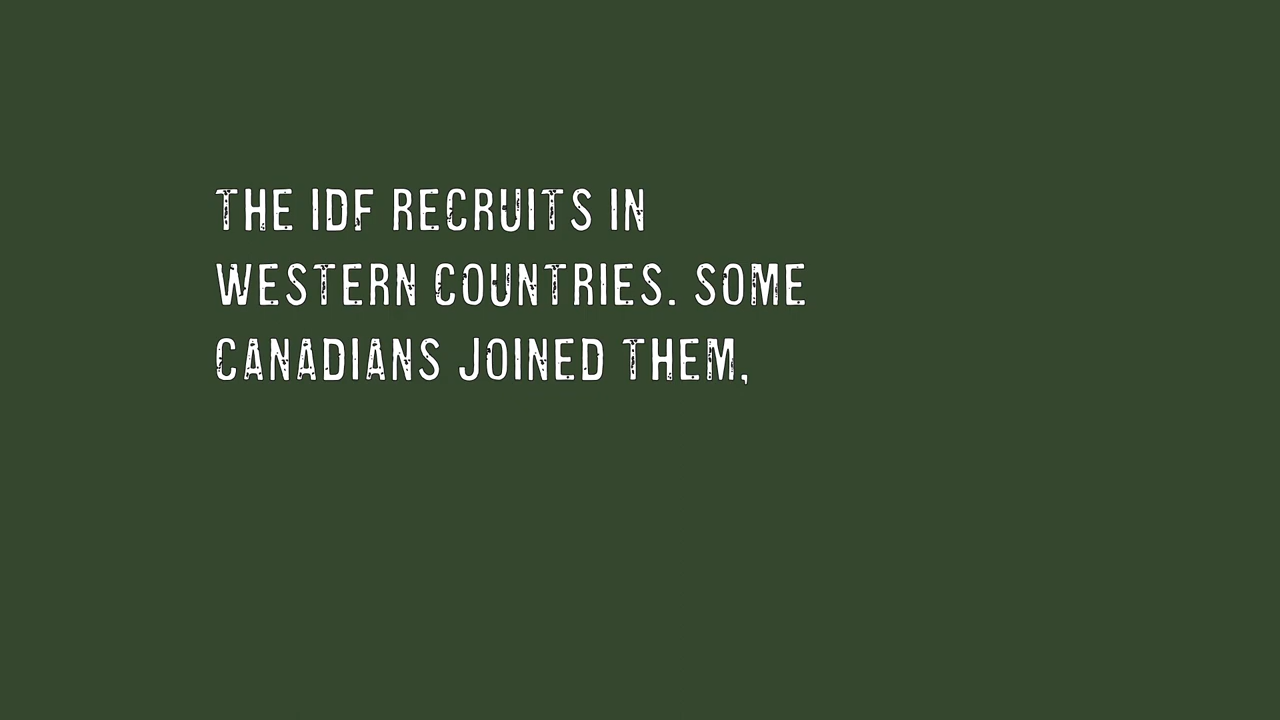 THE IDF RECRUITS IN
WESTERN COUNTRIES. SOME
CANADIANS JOINED THEM,